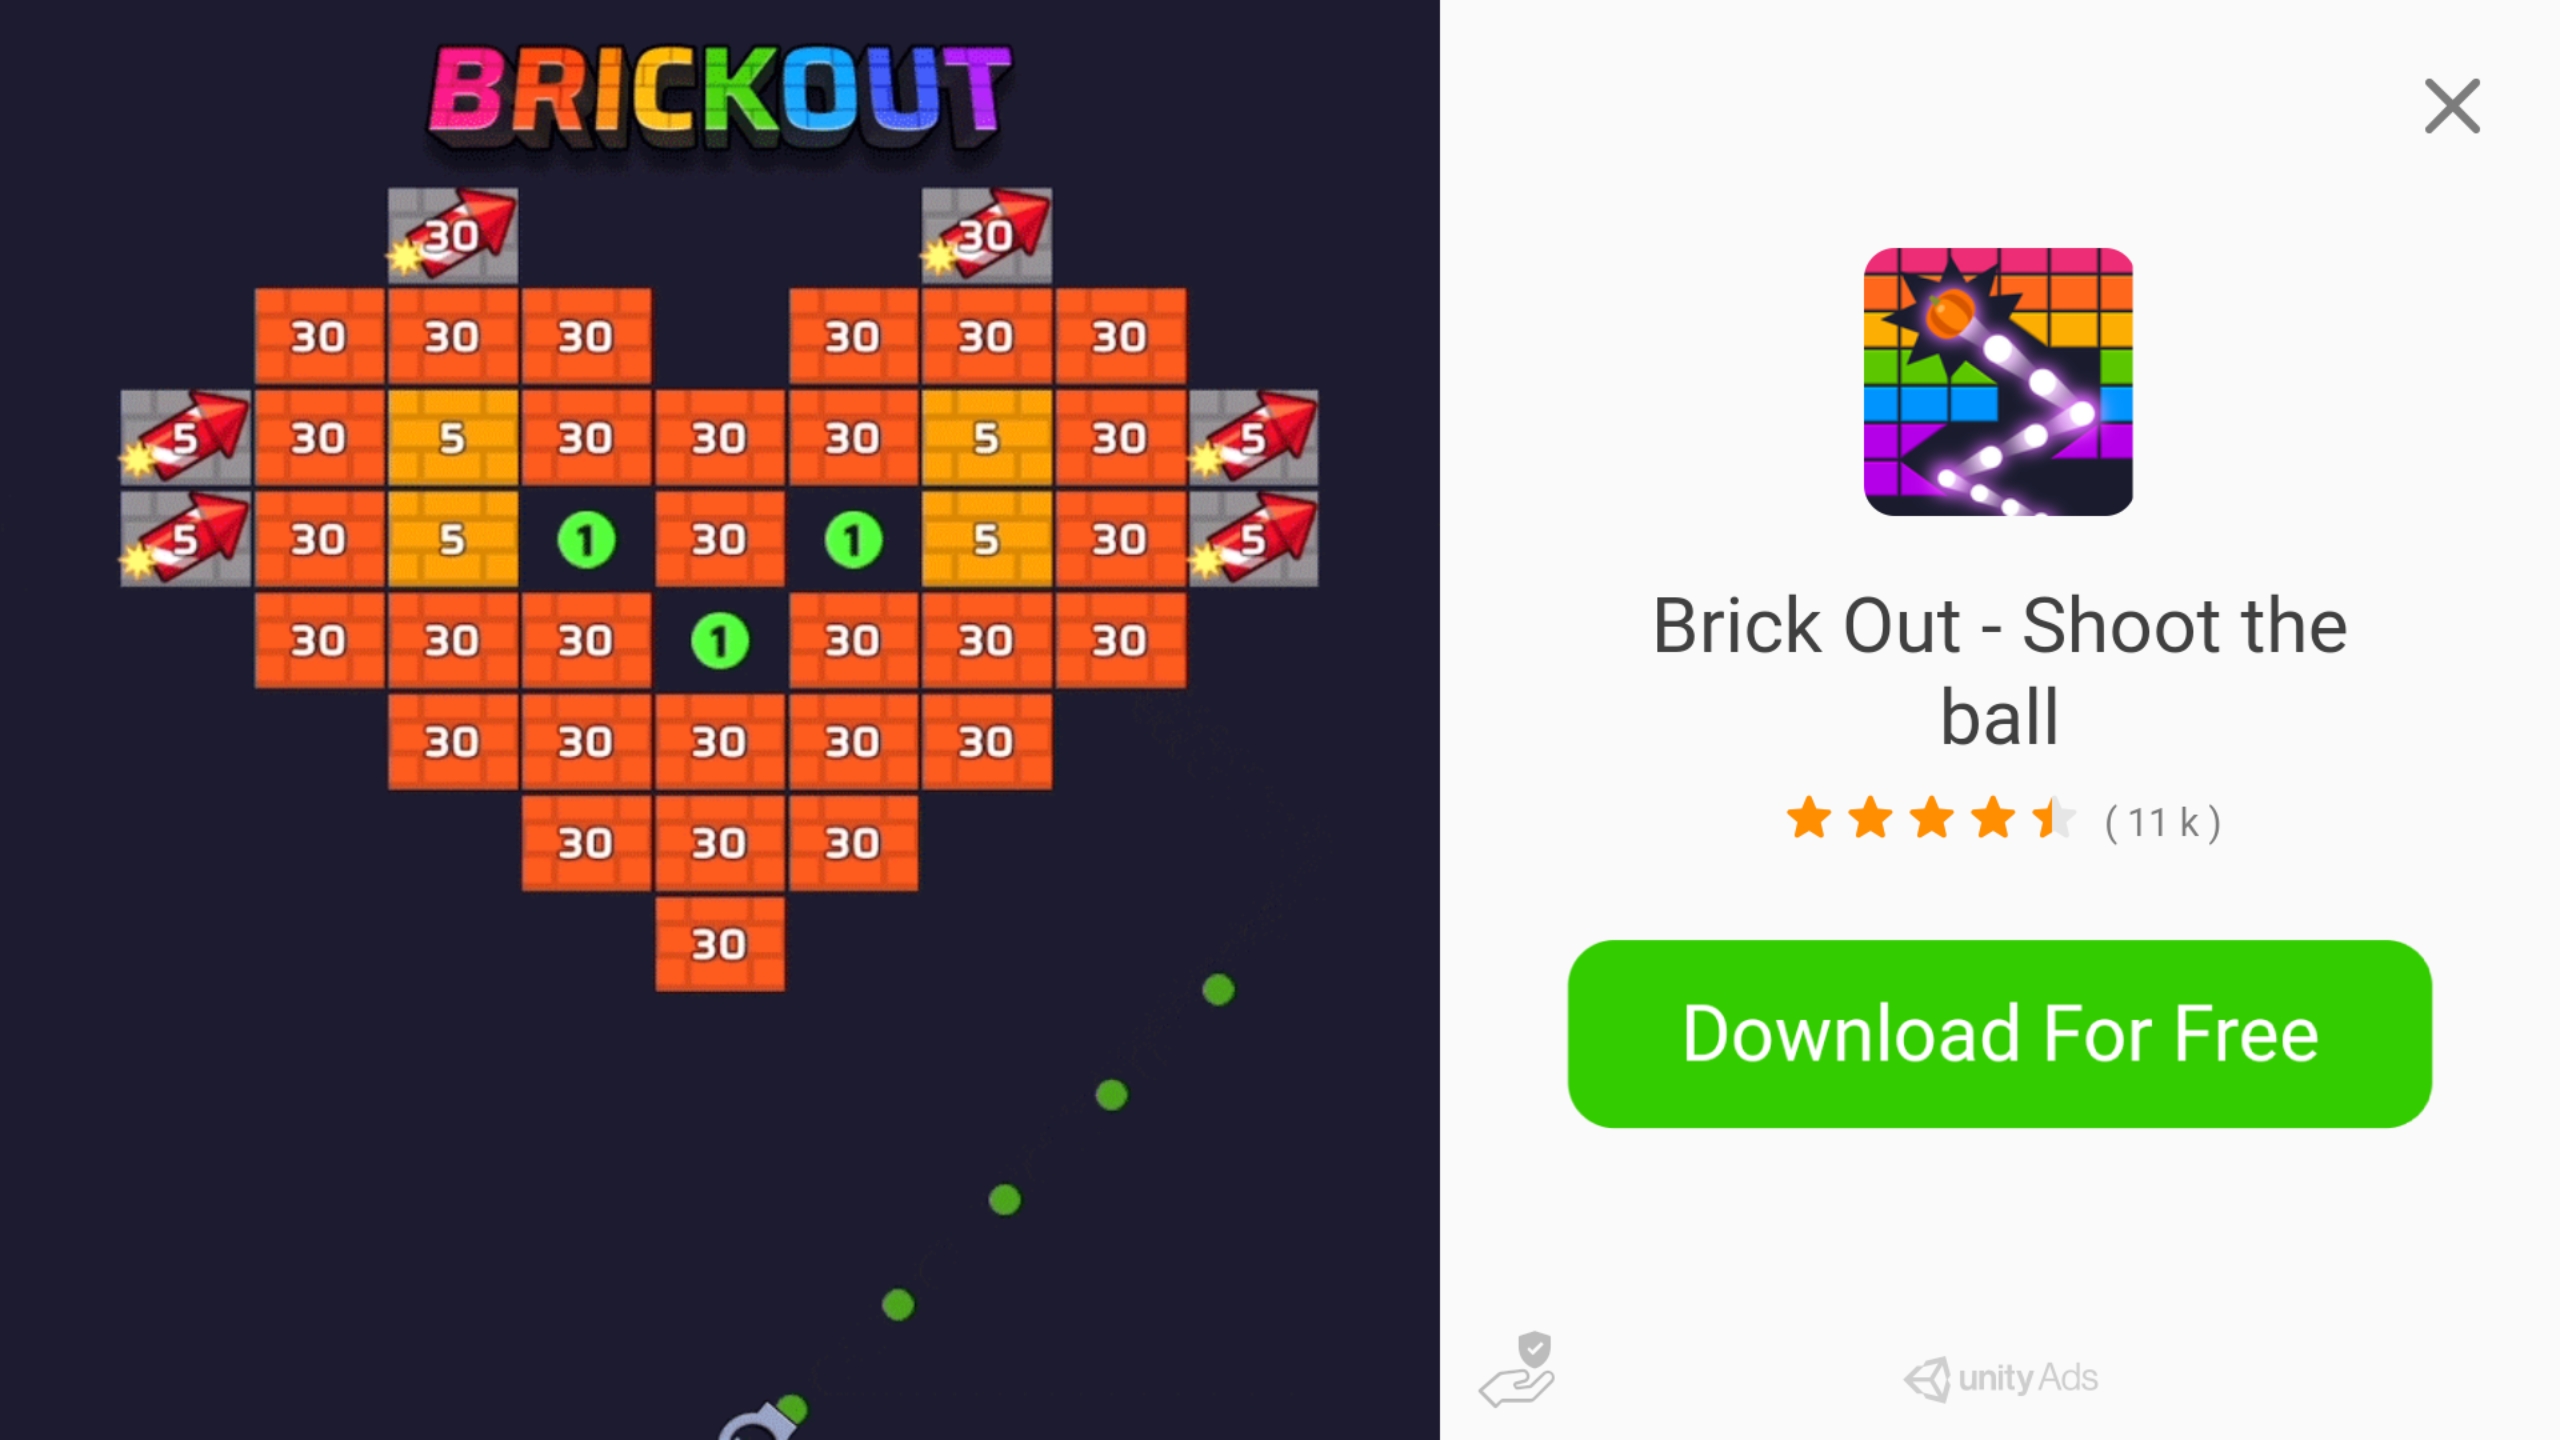 BRICKOUT
30 30
30 30 30 30 30 30
5 30 5 30 30 30 5 30 5
5 30 5 1 30 1 5 30 5
30 30 30 1 30 30 30
30 30 30 30 30
30 30 30
30
Brick Out - Shoot the
ball
( 11 k )
Download For Free
unityAds